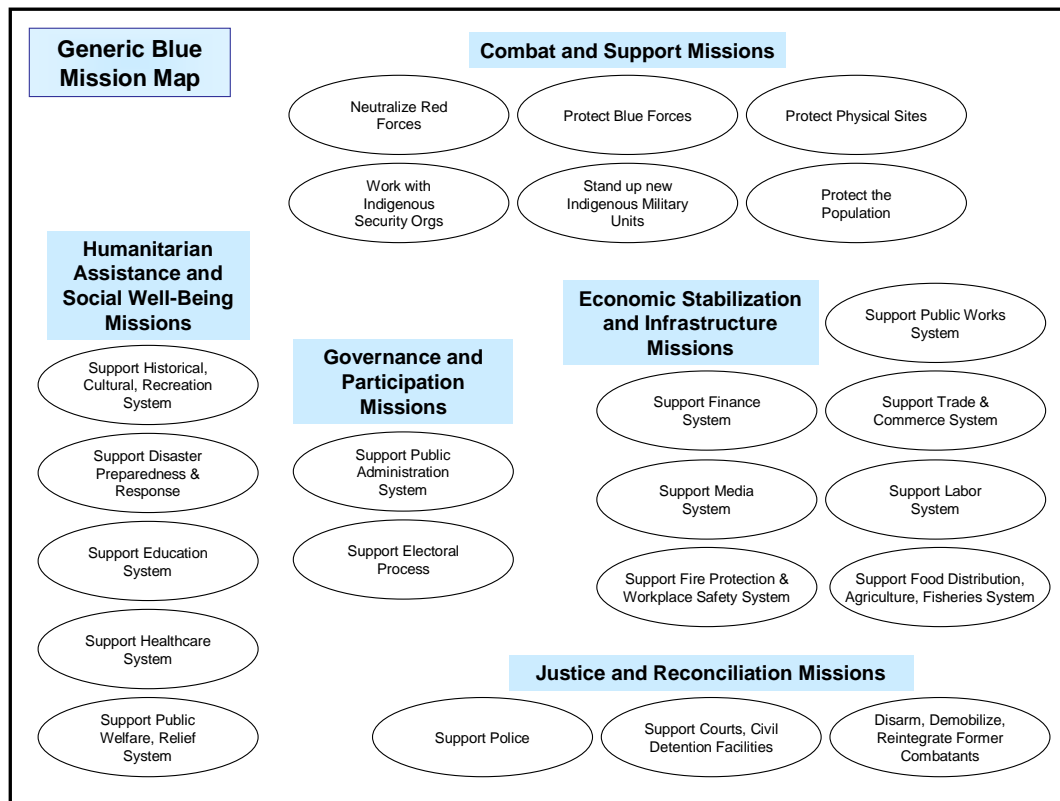 Generic Blue
Mission Map
Combat and Support Missions
Neutralize Red
Forces
Protect Blue Forces
Protect Physical Sites
Work with
Indigenous
Security Orgs
Stand up new
Indigenous Military
Units
Protect the
Population
Humanitarian
Assistance and
Social Well-Being
Missions
Support Historical,
Cultural, Recreation
System
Support Disaster
Preparedness &
Response
Support Education
System
Support Healthcare
System
Support Public
Welfare, Relief
System
Governance and
Participation
Missions
Support Public
Administration
System
Support Electoral
Process
Economic Stabilization
and Infrastructure
Missions
Support Public Works
System
Support Finance
System
Support Trade &
Commerce System
Support Media
System
Support Labor
System
Support Fire Protection &
Workplace Safety System
Support Food Distribution,
Agriculture, Fisheries System
Justice and Reconciliation Missions
Support Police
Support Courts, Civil
Detention Facilities
Disarm, Demobilize,
Reintegrate Former
Combatants